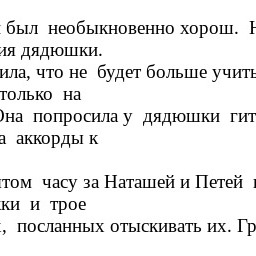 был необыкновенно хорош.
ия дядюшки.
ила, что не будет больше учить
только на
Она попросила у дядюшки гит
а аккорды к
том часу за Наташей и Петей
ки и трое
, посланных отыскивать их. Гр